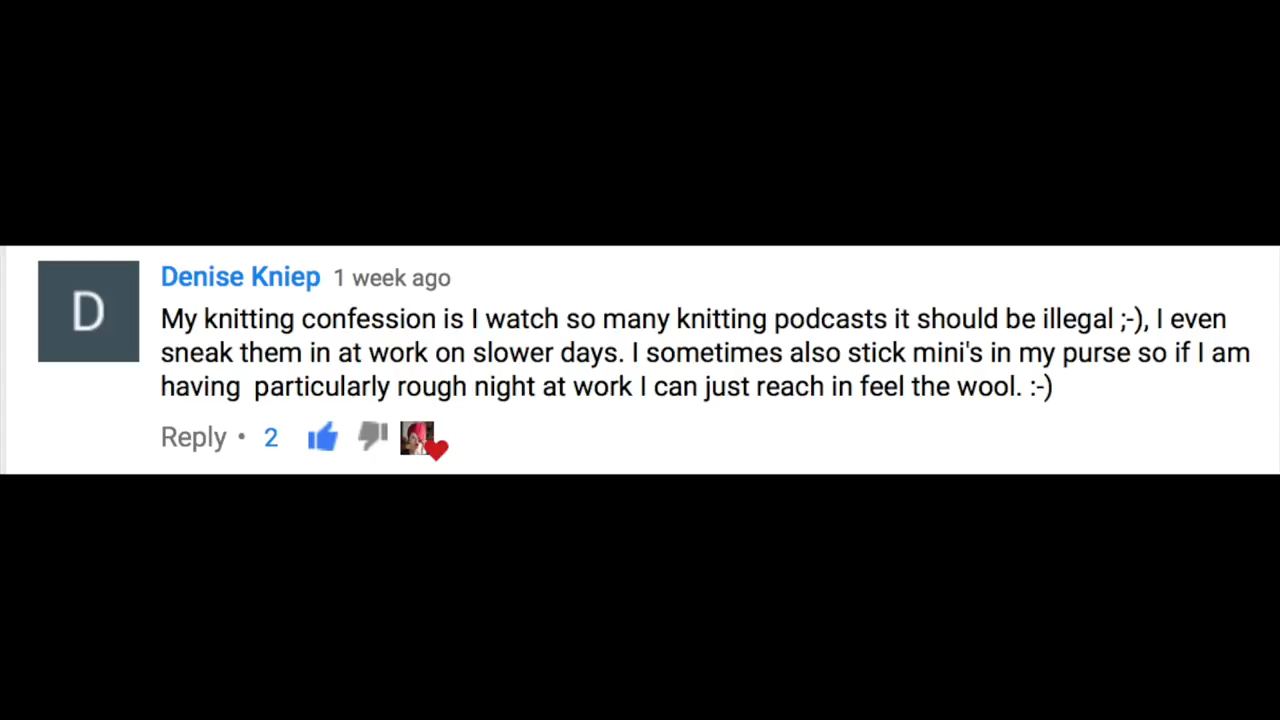 D
Denise Kniep 1 week ago
My knitting confession is I watch so many knitting podcasts it should be illegal ;-), I even
sneak them in at work on slower days. I sometimes also stick mini's in my purse so if I am
having  particularly rough night at work I can just reach in feel the wool. :-)
Reply • 2